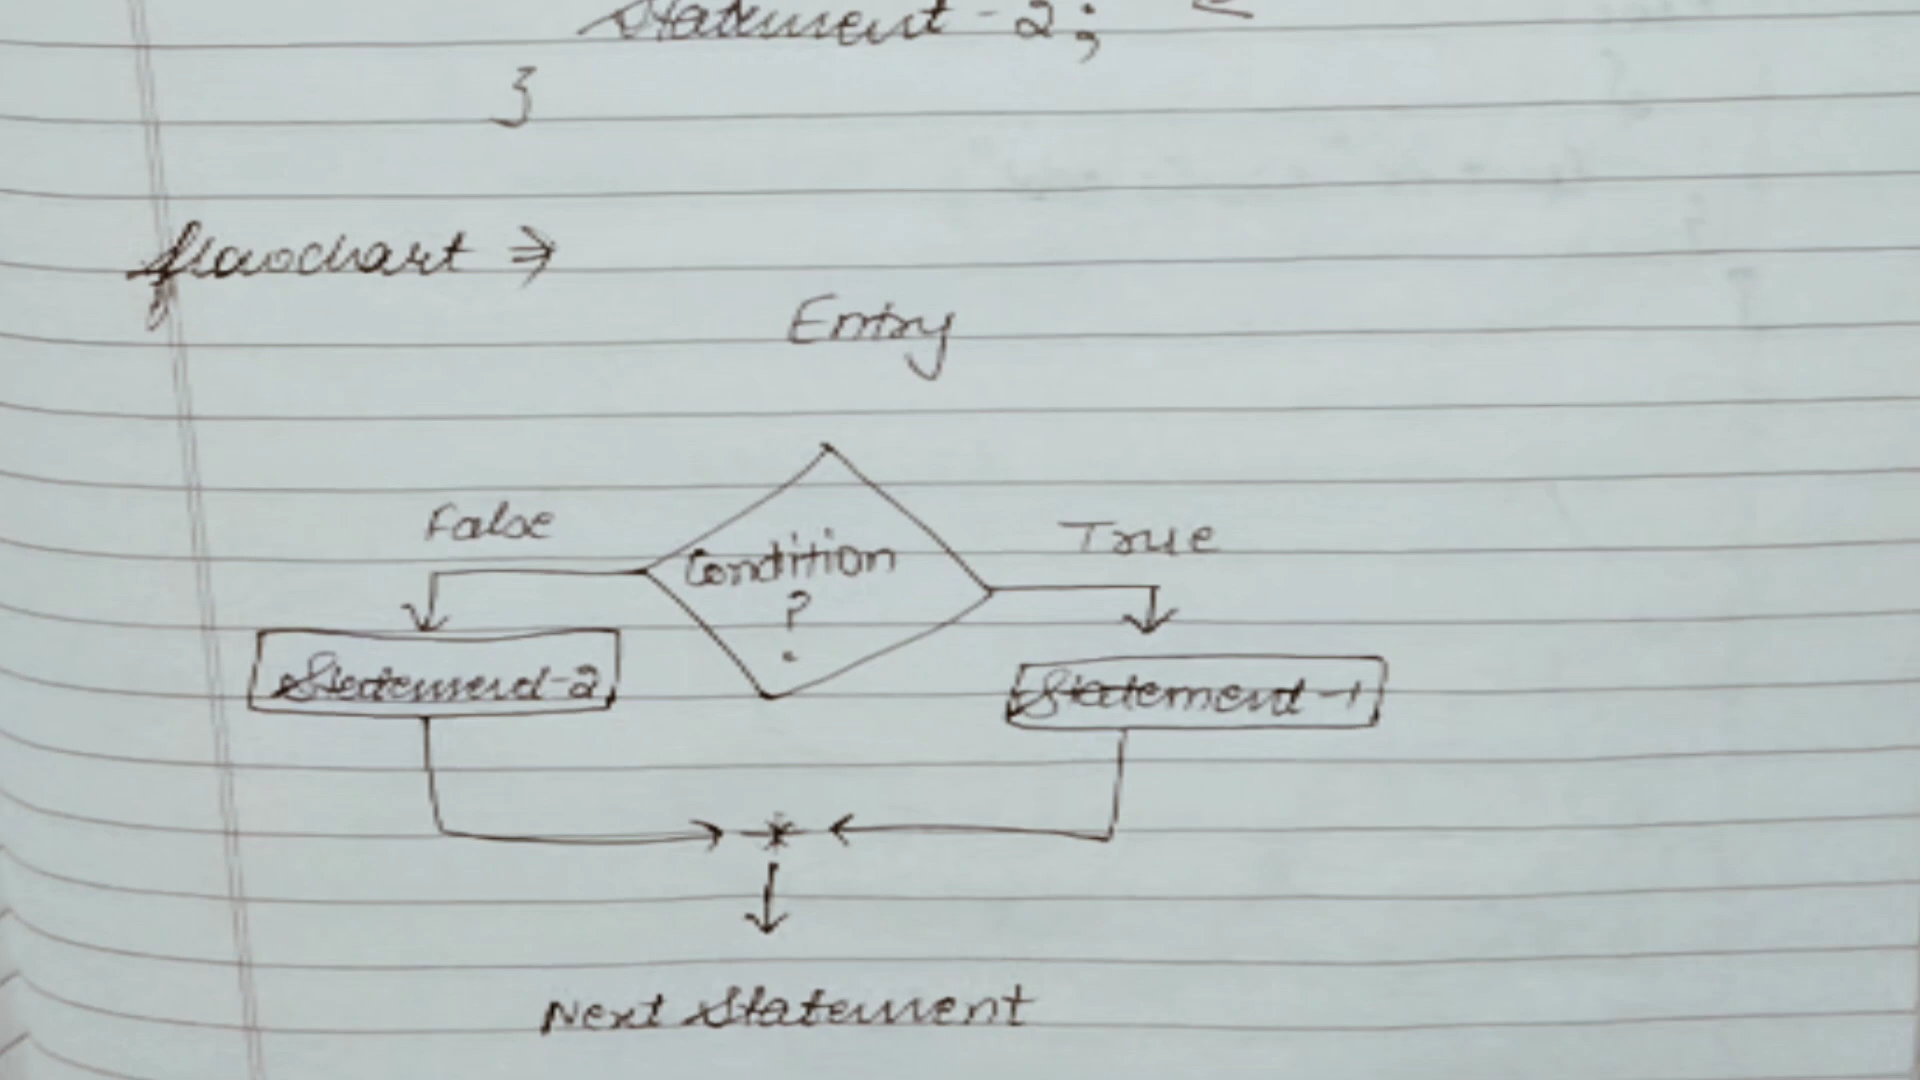 Statement-2;
}
flowchart ⇒
Entry
False
True
Condition
?
Statement-2
Statement-1
Next Statement